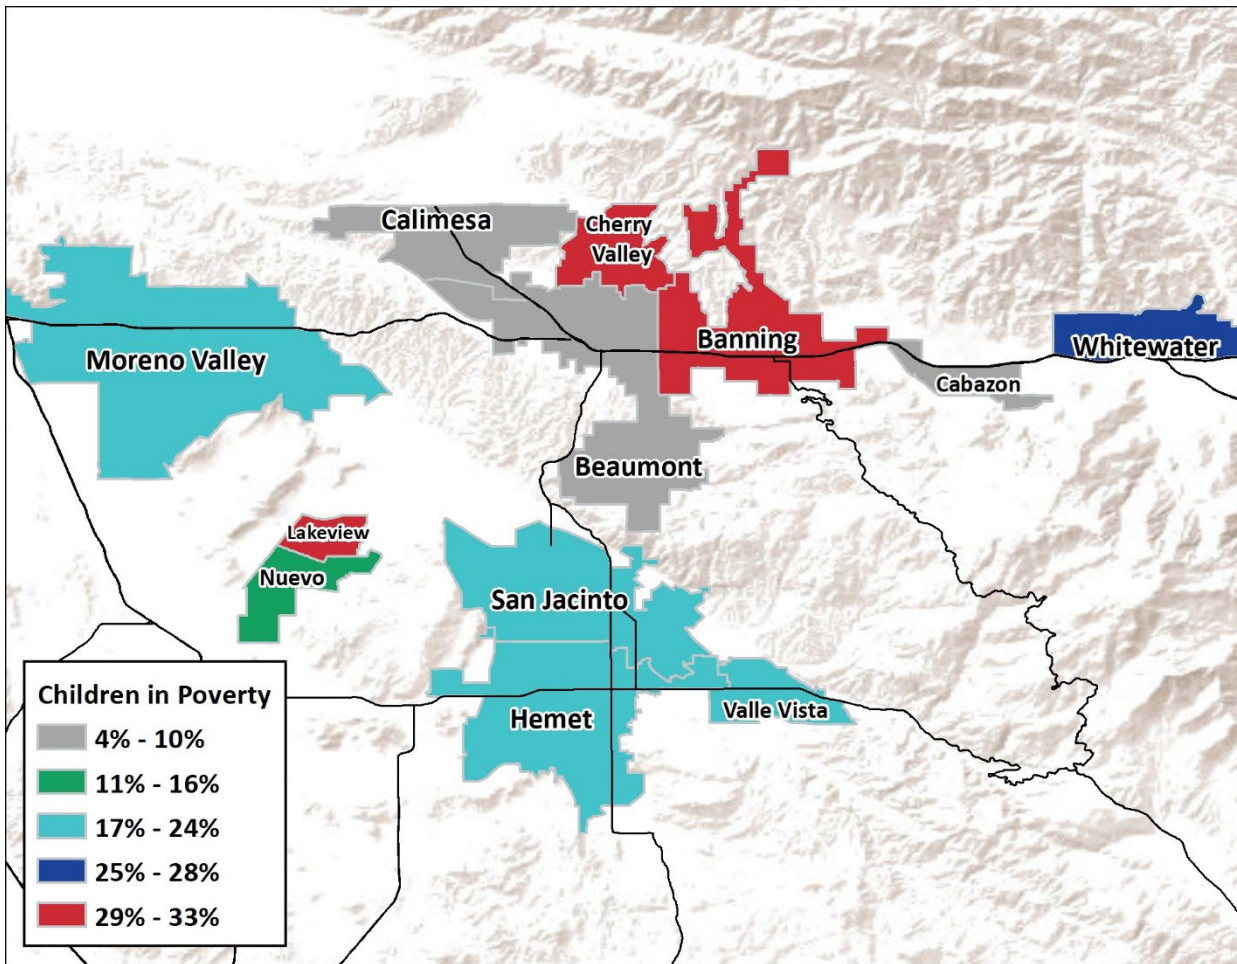 Calimesa
Cherry
Valley
Banning
Whitewater
Moreno Valley
Cabazon
Beaumont
Lakeview
Nuevo
San Jacinto
Hemet
Valle Vista
Children in Poverty
4% - 10%
11% - 16%
17% - 24%
25% - 28%
29% - 33%